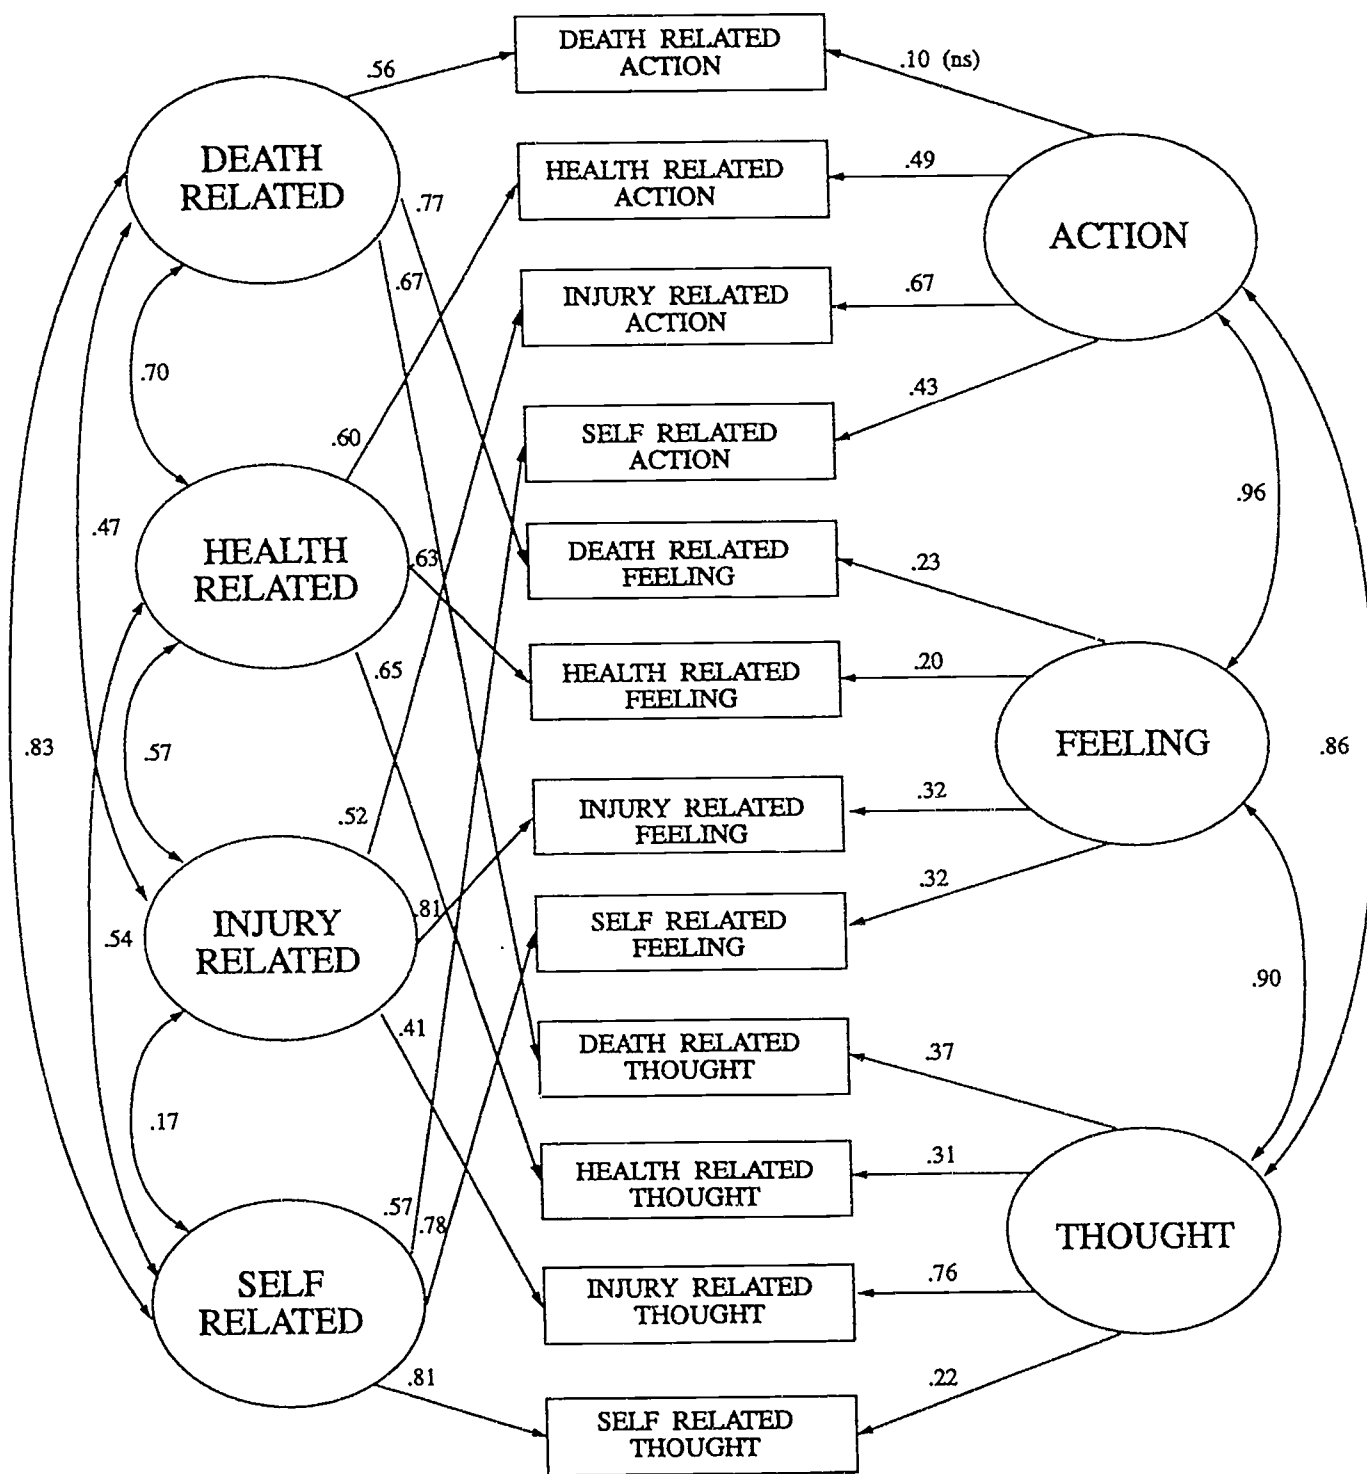 DEATH RELATED
ACTION
.56
.10 (ns)
DEATH
RELATED
HEALTH RELATED
ACTION
.49
ACTION
.77
.67
INJURY RELATED
ACTION
.67
.70
.43
.60
SELF RELATED
ACTION
.96
.47
HEALTH
RELATED
.63
DEATH RELATED
FEELING
.23
.65
HEALTH RELATED
FEELING
.20
FEELING
.83
.57
.86
.52
INJURY RELATED
FEELING
.32
.81
.32
INJURY
RELATED
.54
SELF RELATED
FEELING
.90
.41
DEATH RELATED
THOUGHT
.37
.17
HEALTH RELATED
THOUGHT
.31
.57
.78
THOUGHT
SELF
RELATED
INJURY RELATED
THOUGHT
.76
.81
.22
SELF RELATED
THOUGHT